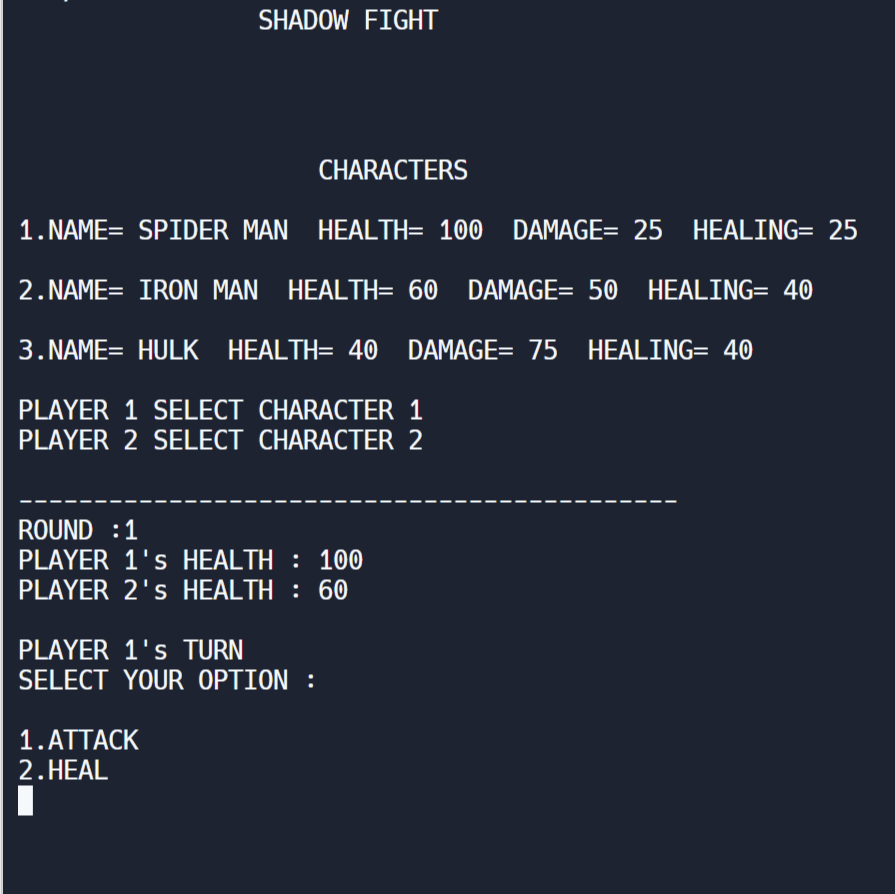 SHADOW FIGHT
CHARACTERS
1.NAME= SPIDER MAN  HEALTH= 100  DAMAGE= 25  HEALING= 25
2.NAME= IRON MAN  HEALTH= 60  DAMAGE= 50  HEALING= 40
3.NAME= HULK  HEALTH= 40  DAMAGE= 75  HEALING= 40
PLAYER 1 SELECT CHARACTER 1
PLAYER 2 SELECT CHARACTER 2
--------------------------------------------
ROUND :1
PLAYER 1's HEALTH : 100
PLAYER 2's HEALTH : 60
PLAYER 1's TURN
SELECT YOUR OPTION :
1.ATTACK
2.HEAL